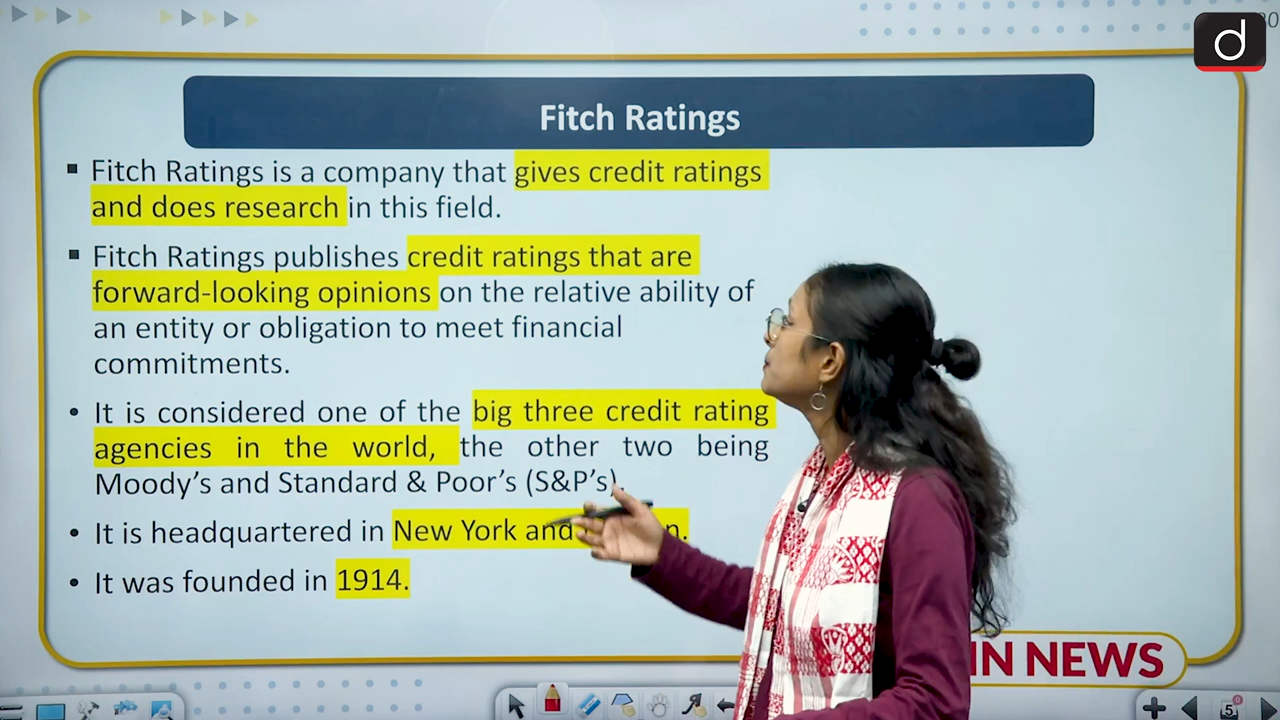 d
Fitch Ratings
▪ Fitch Ratings is a company that gives credit ratings
and does research in this field.
▪ Fitch Ratings publishes credit ratings that are
forward-looking opinions on the relative ability of
an entity or obligation to meet financial
commitments.
• It is considered one of the big three credit rating
agencies in the world, the other two being
Moody's and Standard & Poor's (S&P's).
• It is headquartered in New York and
• It was founded in 1914.
IN NEWS
5